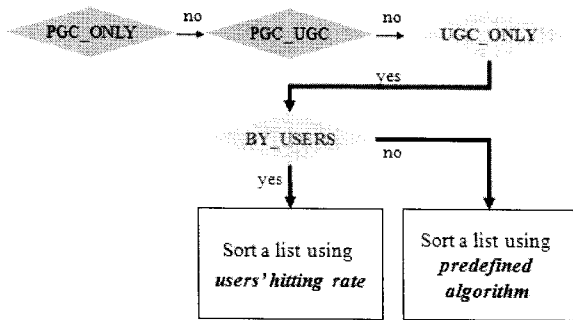 PGC_ONLY no PGC_UGC no UGC_ONLY
yes
BY_USERS
no
yes
Sort a list using
users' hitting rate
Sort a list using
predefined
algorithm